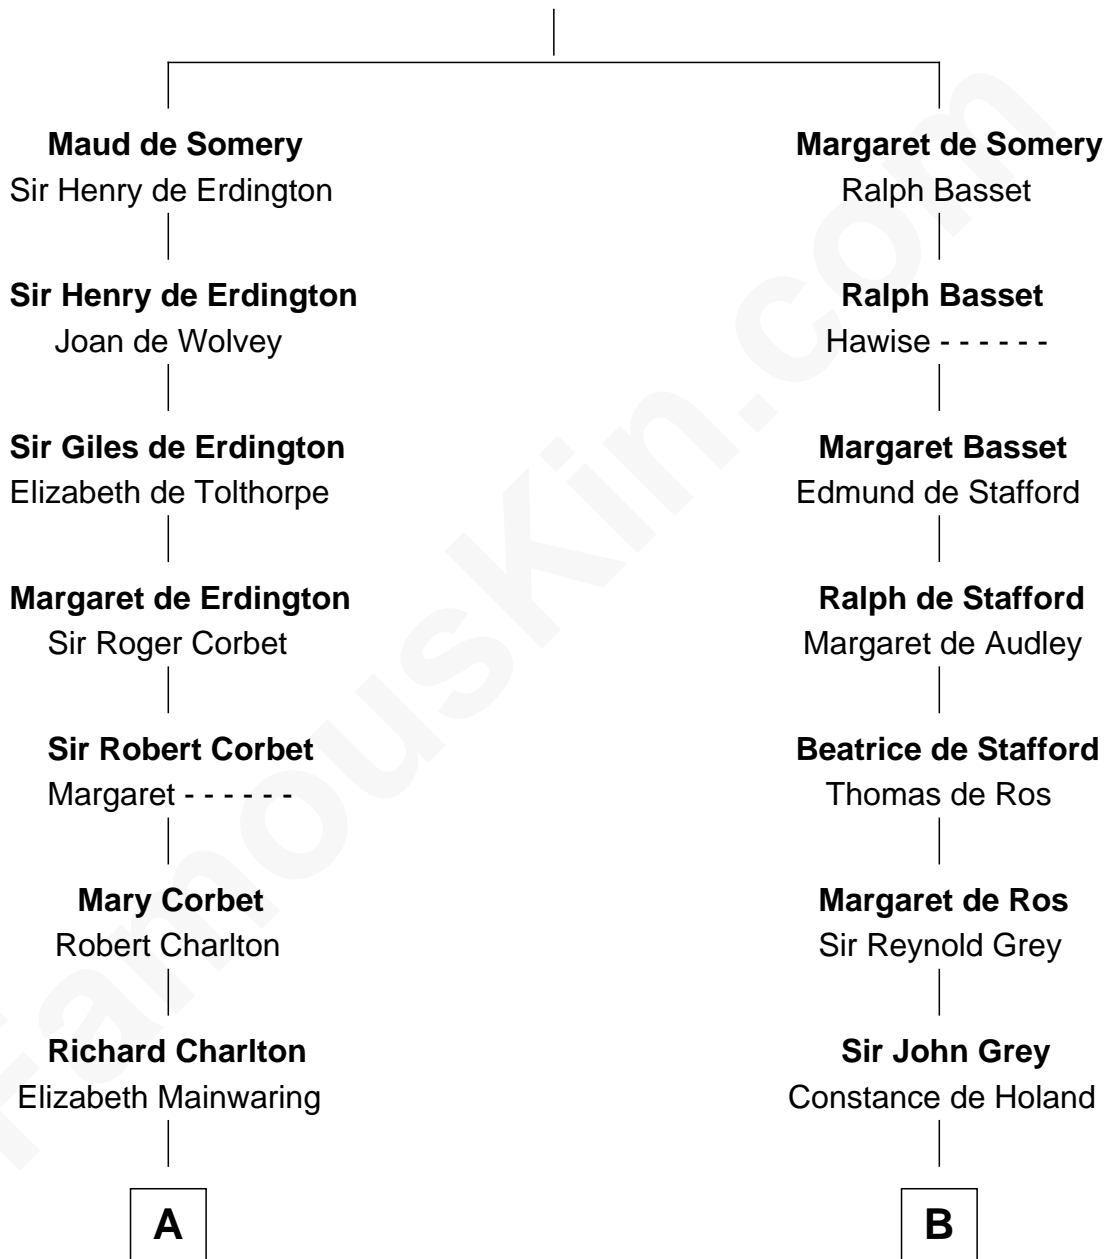 Maud de Somery
Sir Henry de Erdington
Sir Henry de Erdington
Joan de Wolvey
Sir Giles de Erdington
Elizabeth de Tolthorpe
Margaret de Erdington
Sir Roger Corbet
Sir Robert Corbet
Margaret - - - - - -
Mary Corbet
Robert Charlton
Richard Charlton
Elizabeth Mainwaring
A
Margaret de Somery
Ralph Basset
Ralph Basset
Hawise - - - - - -
Margaret Basset
Edmund de Stafford
Ralph de Stafford
Margaret de Audley
Beatrice de Stafford
Thomas de Ros
Margaret de Ros
Sir Reynold Grey
Sir John Grey
Constance de Holand
B
FamousKin.com